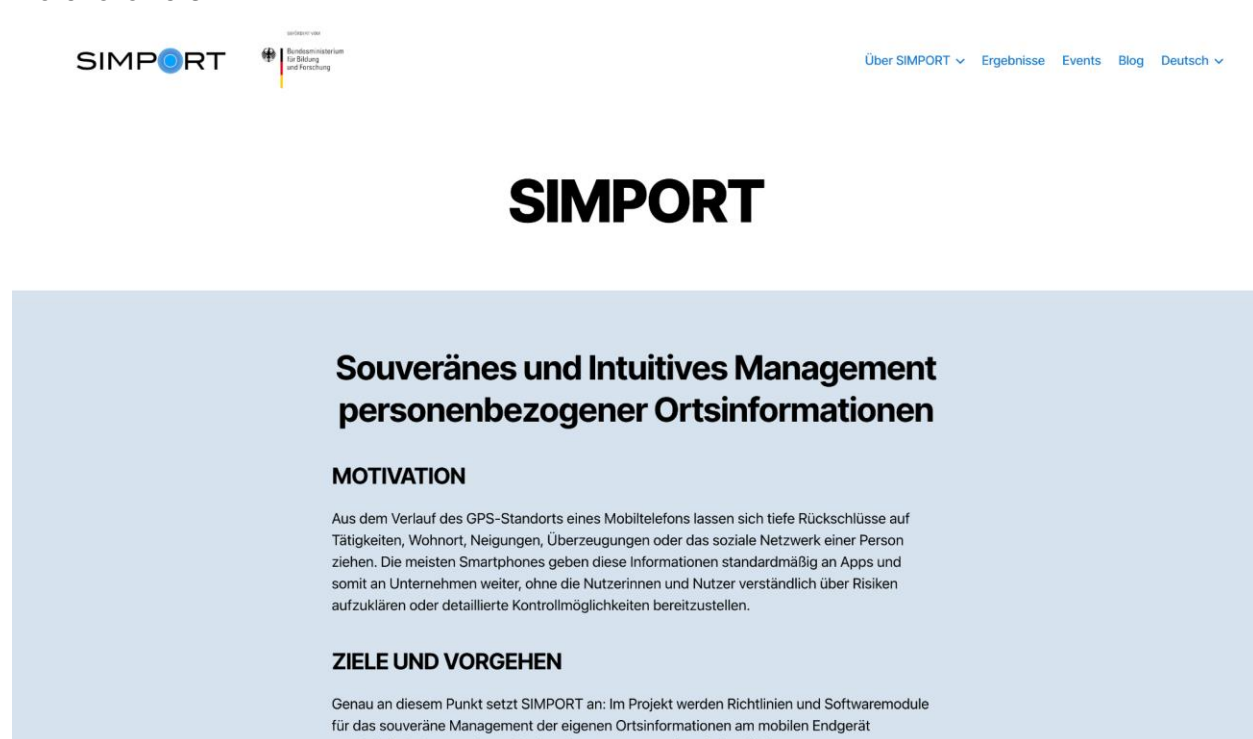 SIMPORT
GEFÖRDERT VOM
Bundesministerium
für Bildung
und Forschung
Über SIMPORT
Ergebnisse
Events
Blog
Deutsch
SIMPORT
Souveränes und Intuitives Management
personenbezogener Ortsinformationen
MOTIVATION
Aus dem Verlauf des GPS-Standorts eines Mobiltelefons lassen sich tiefe Rückschlüsse auf
Tätigkeiten, Wohnort, Neigungen, Überzeugungen oder das soziale Netzwerk einer Person
ziehen. Die meisten Smartphones geben diese Informationen standardmäßig an Apps und
somit an Unternehmen weiter, ohne die Nutzerinnen und Nutzer verständlich über Risiken
aufzuklären oder detaillierte Kontrollmöglichkeiten bereitzustellen.
ZIELE UND VORGEHEN
Genau an diesem Punkt setzt SIMPORT an: Im Projekt werden Richtlinien und Softwaremodule
für das souveräne Management der eigenen Ortsinformationen am mobilen Endgerät